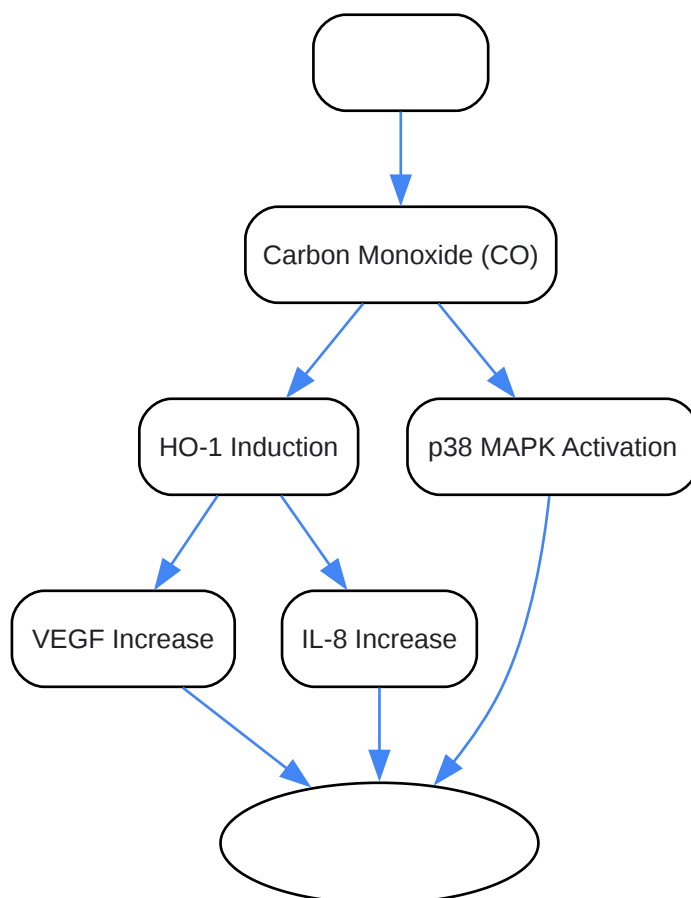 Carbon Monoxide (CO)
HO-1 Induction
p38 MAPK Activation
VEGF Increase
IL-8 Increase